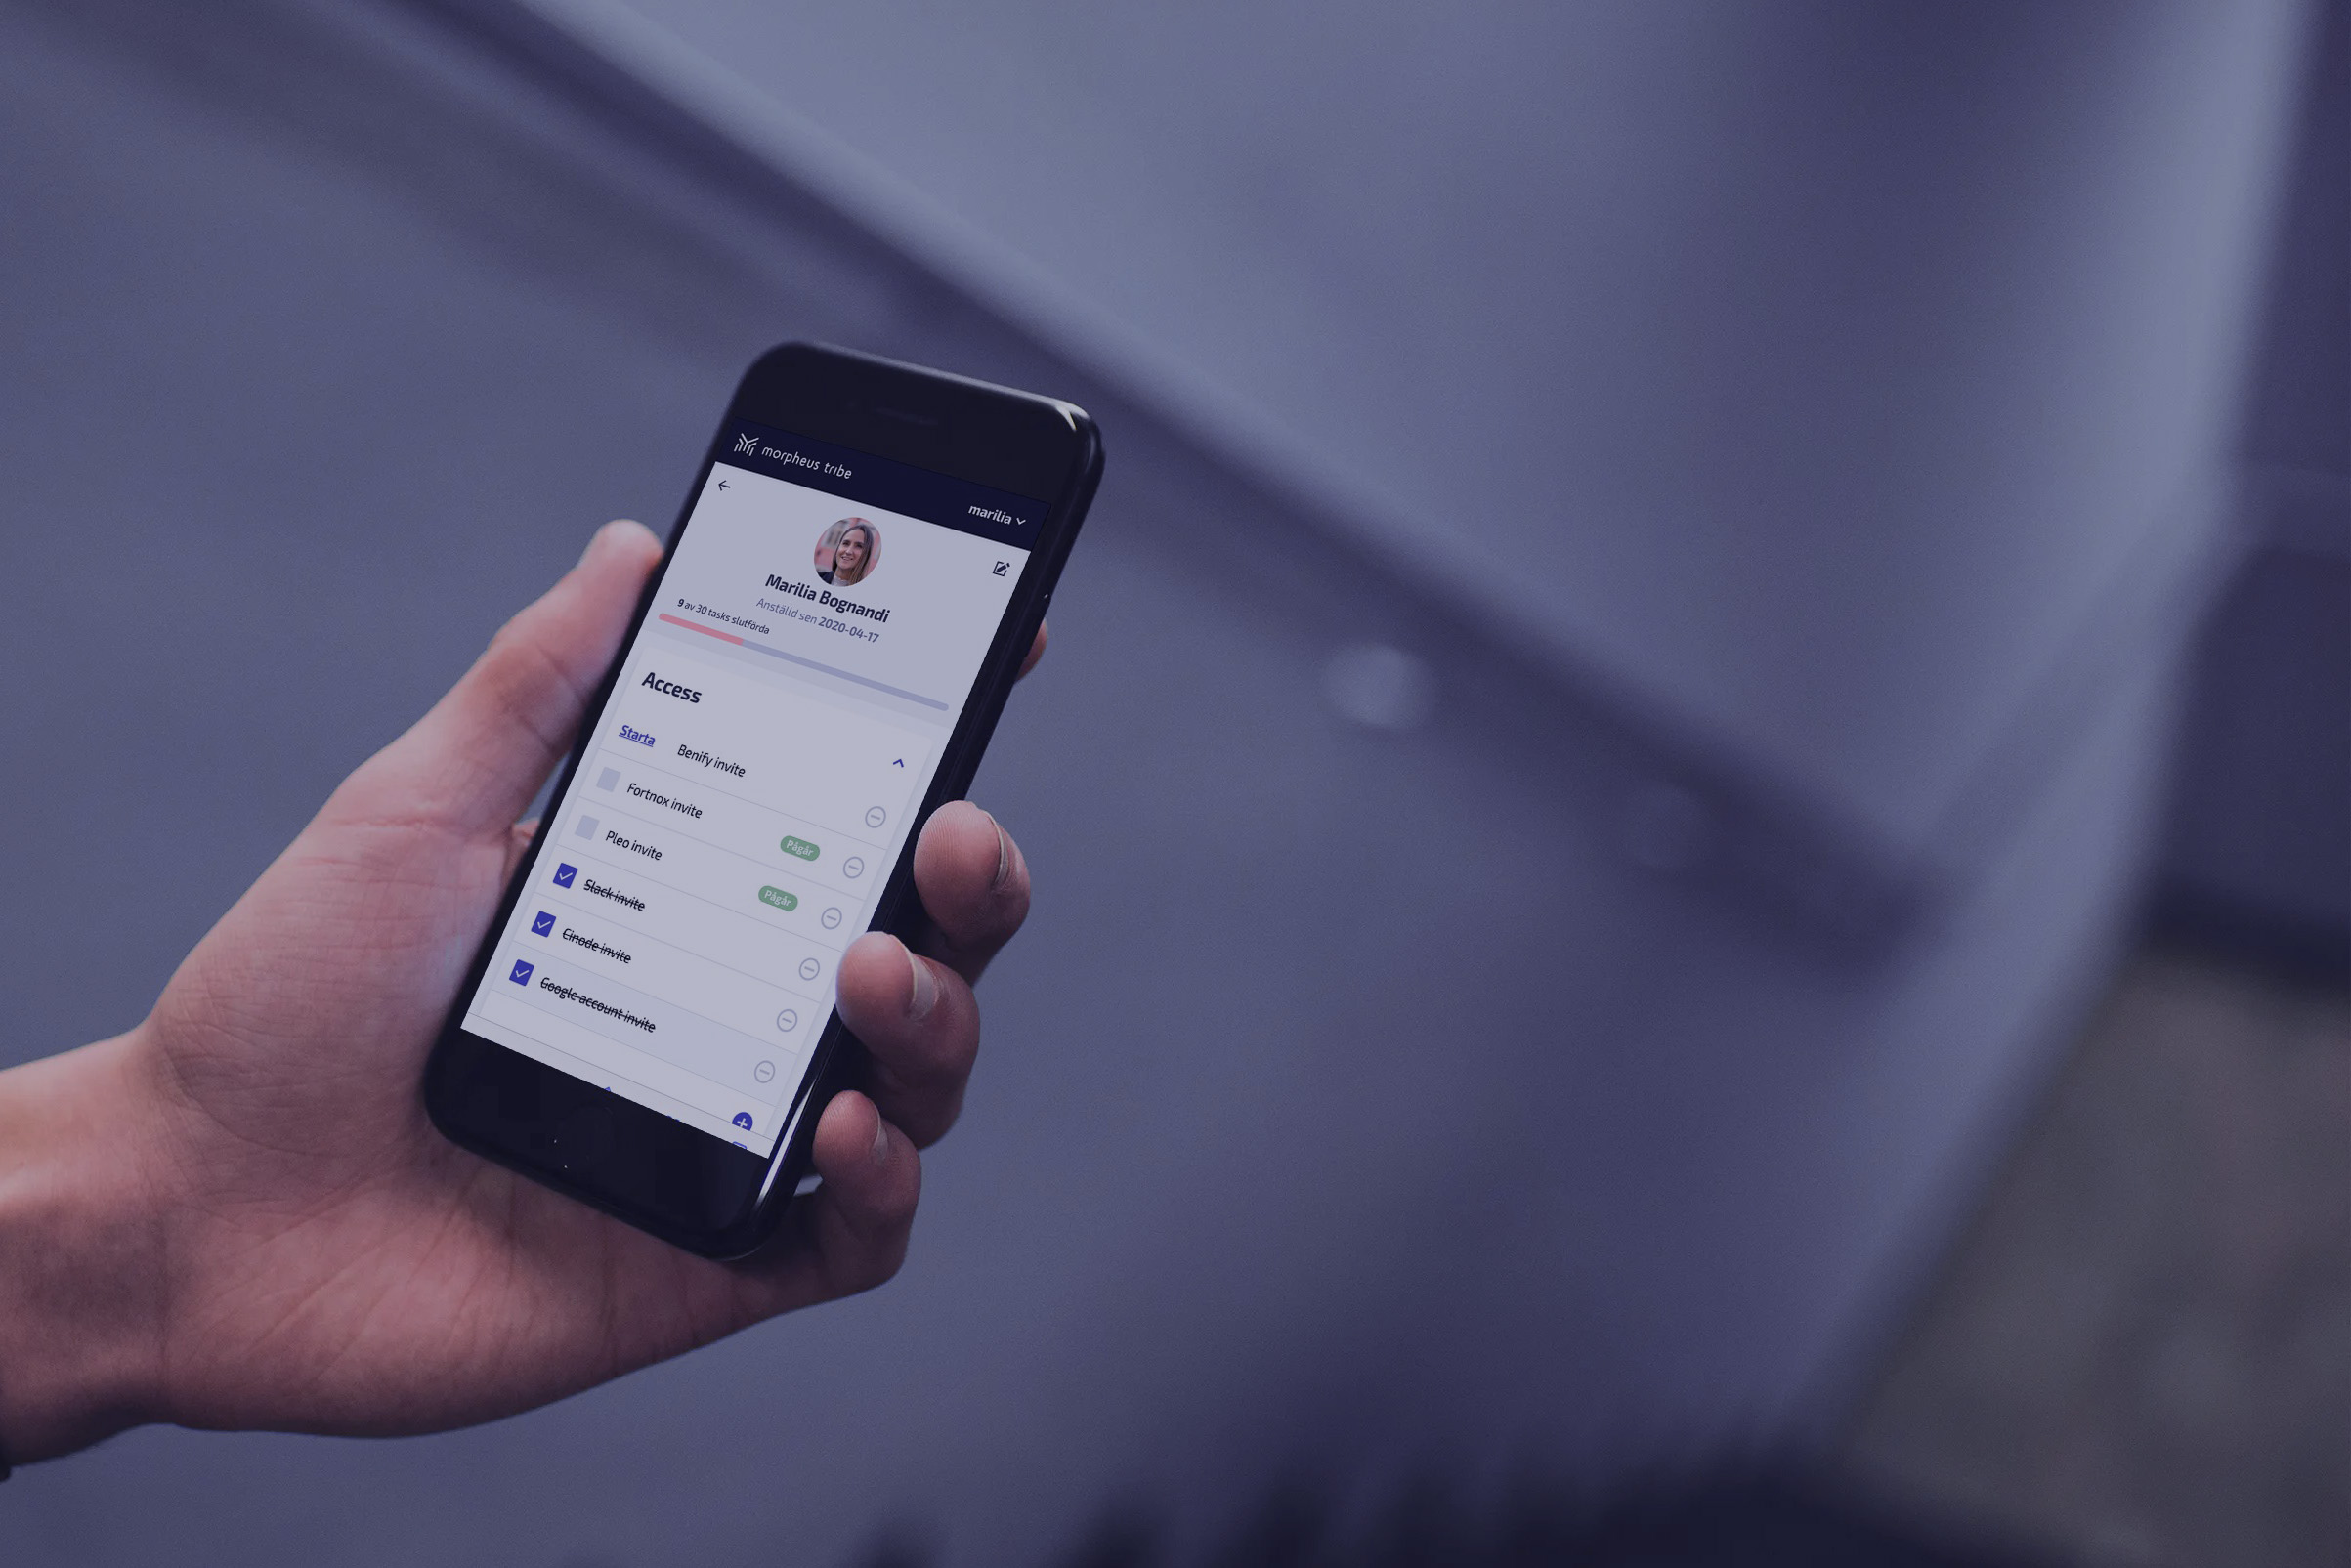 morpheus tribe
marilia
Marilia Bognandi
Anställd sen 2020-04-17
9 av 30 tasks slutförda
Access
Starta Benify invite
Fortnox invite Pågår
Pleo invite Pågår
Slack invite
Cinode invite
Google account invite